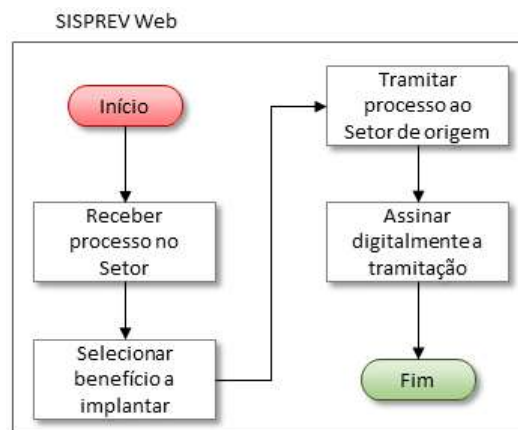 SISPREV Web
Início
Receber
processo no
Setor
Selecionar
benefício a
implantar
Tramitar
processo ao
Setor de origem
Assinar
digitalmente a
tramitação
Fim